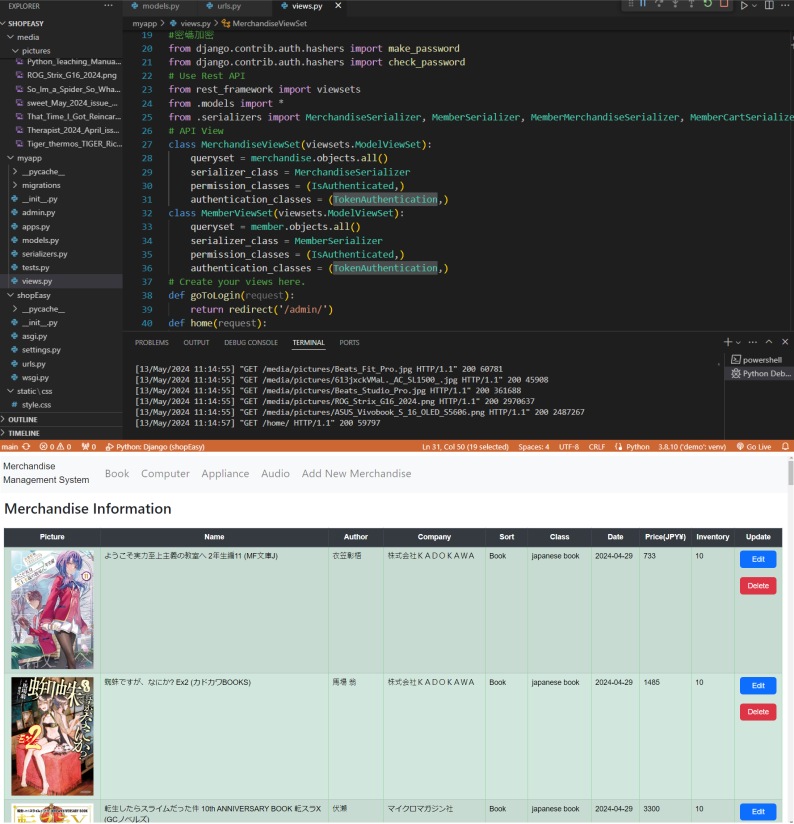 EXPLORER
models.py
urls.py
views.py
SHOPEASY
media
pictures
Python_Teaching_Manua...
ROG_Strix_G16_2024.png
So_Im_a_Spider_So_Wha...
sweet_May_2024_issue_...
That_Time_I_Got_Reincar...
Therapist_2024_April_iss...
Tiger_thermos_TIGER_Ric...
myapp
__pycache__
migrations
__init__.py
admin.py
apps.py
models.py
serializers.py
tests.py
views.py
shopEasy
__pycache__
__init__.py
asgi.py
settings.py
urls.py
wsgi.py
static\css
style.css
OUTLINE
TIMELINE
myapp > views.py > MerchandiseViewSet
19 #密碼加密
20 from django.contrib.auth.hashers import make_password
21 from django.contrib.auth.hashers import check_password
22 # Use Rest API
23 from rest_framework import viewsets
24 from .models import *
25 from .serializers import MerchandiseSerializer, MemberSerializer, MemberMerchandiseSerializer, MemberCartSerialize
26 # API View
27 class MerchandiseViewSet(viewsets.ModelViewSet):
28 queryset = merchandise.objects.all()
29 serializer_class = MerchandiseSerializer
30 permission_classes = (IsAuthenticated,)
31 authentication_classes = (TokenAuthentication,)
32 class MemberViewSet(viewsets.ModelViewSet):
33 queryset = member.objects.all()
34 serializer_class = MemberSerializer
35 permission_classes = (IsAuthenticated,)
36 authentication_classes = (TokenAuthentication,)
37 # Create your views here.
38 def goToLogin(request):
39 return redirect('/admin/')
40 def home(request):
PROBLEMS OUTPUT DEBUG CONSOLE TERMINAL PORTS
powershell
Python Deb...
[13/May/2024 11:14:55] "GET /media/pictures/Beats_Fit_Pro.jpg HTTP/1.1" 200 60781
[13/May/2024 11:14:55] "GET /media/pictures/613jxckVMaL._AC_SL1500_.jpg HTTP/1.1" 200 45908
[13/May/2024 11:14:55] "GET /media/pictures/Beats_Studio_Pro.jpg HTTP/1.1" 200 361688
[13/May/2024 11:14:55] "GET /media/pictures/ROG_Strix_G16_2024.png HTTP/1.1" 200 2970637
[13/May/2024 11:14:55] "GET /media/pictures/ASUS_Vivobook_S_16_OLED_S5606.png HTTP/1.1" 200 2487267
[13/May/2024 11:14:57] "GET /home/ HTTP/1.1" 200 59797
main 0 0 0 Python: Django (shopEasy) Ln 31, Col 50 (19 selected) Spaces: 4 UTF-8 CRLF Python 3.8.10 ('demo': venv) Go Live
Merchandise
Management System
Book Computer Appliance Audio Add New Merchandise
Merchandise Information
Picture Name Author Company Sort Class Date Price(JPY¥) Inventory Update
ようこそ実力至上主義の教室へ 2年生編11 (MF文庫J) 衣笠彰梧 株式会社ＫＡＤＯＫＡＷＡ Book japanese book 2024-04-29 733 10 Edit
Delete
蜘蛛ですが、なにか? Ex2 (カドカワBOOKS) 馬場 翁 株式会社ＫＡＤＯＫＡＷＡ Book japanese book 2024-04-29 1485 10 Edit
Delete
転生したらスライムだった件 10th ANNIVERSARY BOOK 転スラX
(GCノベルズ)
伏瀬 マイクロマガジン社 Book japanese book 2024-04-29 3300 10 Edit